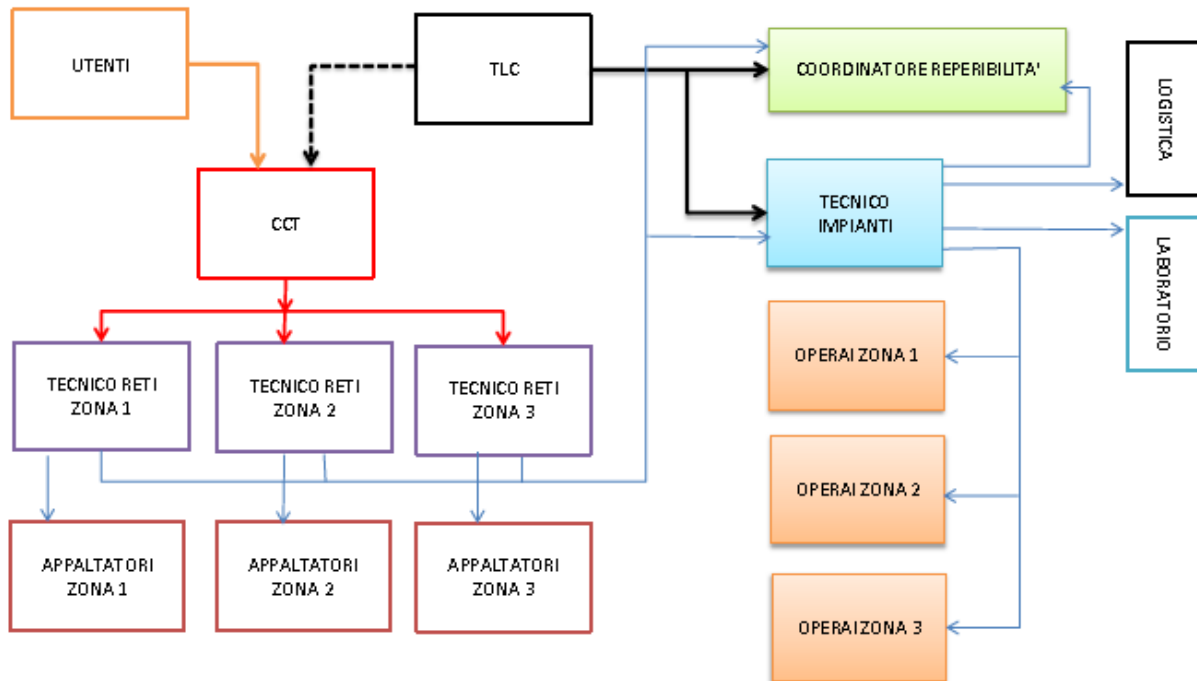 UTENTI
TLC
COORDINATORE REPERIBILITA'
LOGISTICA
CCT
TECNICO
IMPIANTI
LABORATORIO
TECNICO RETI
ZONA 1
TECNICO RETI
ZONA 2
TECNICO RETI
ZONA 3
OPERAI ZONA 1
OPERAI ZONA 2
APPALTATORI
ZONA 1
APPALTATORI
ZONA 2
APPALTATORI
ZONA 3
OPERAI ZONA 3